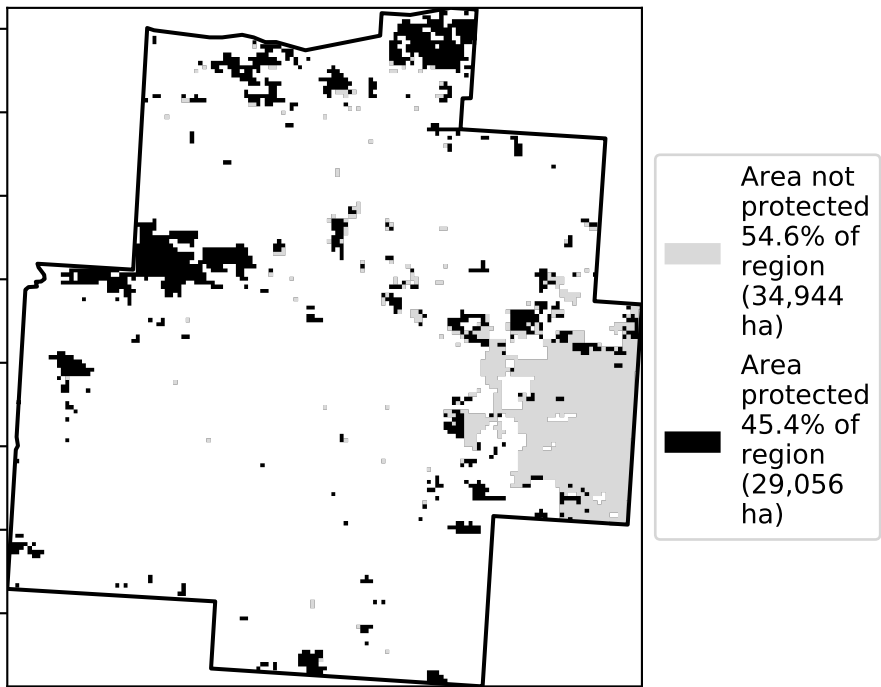 Area not
protected
54.6% of
region
(34,944
ha)
Area
protected
45.4% of
region
(29,056
ha)